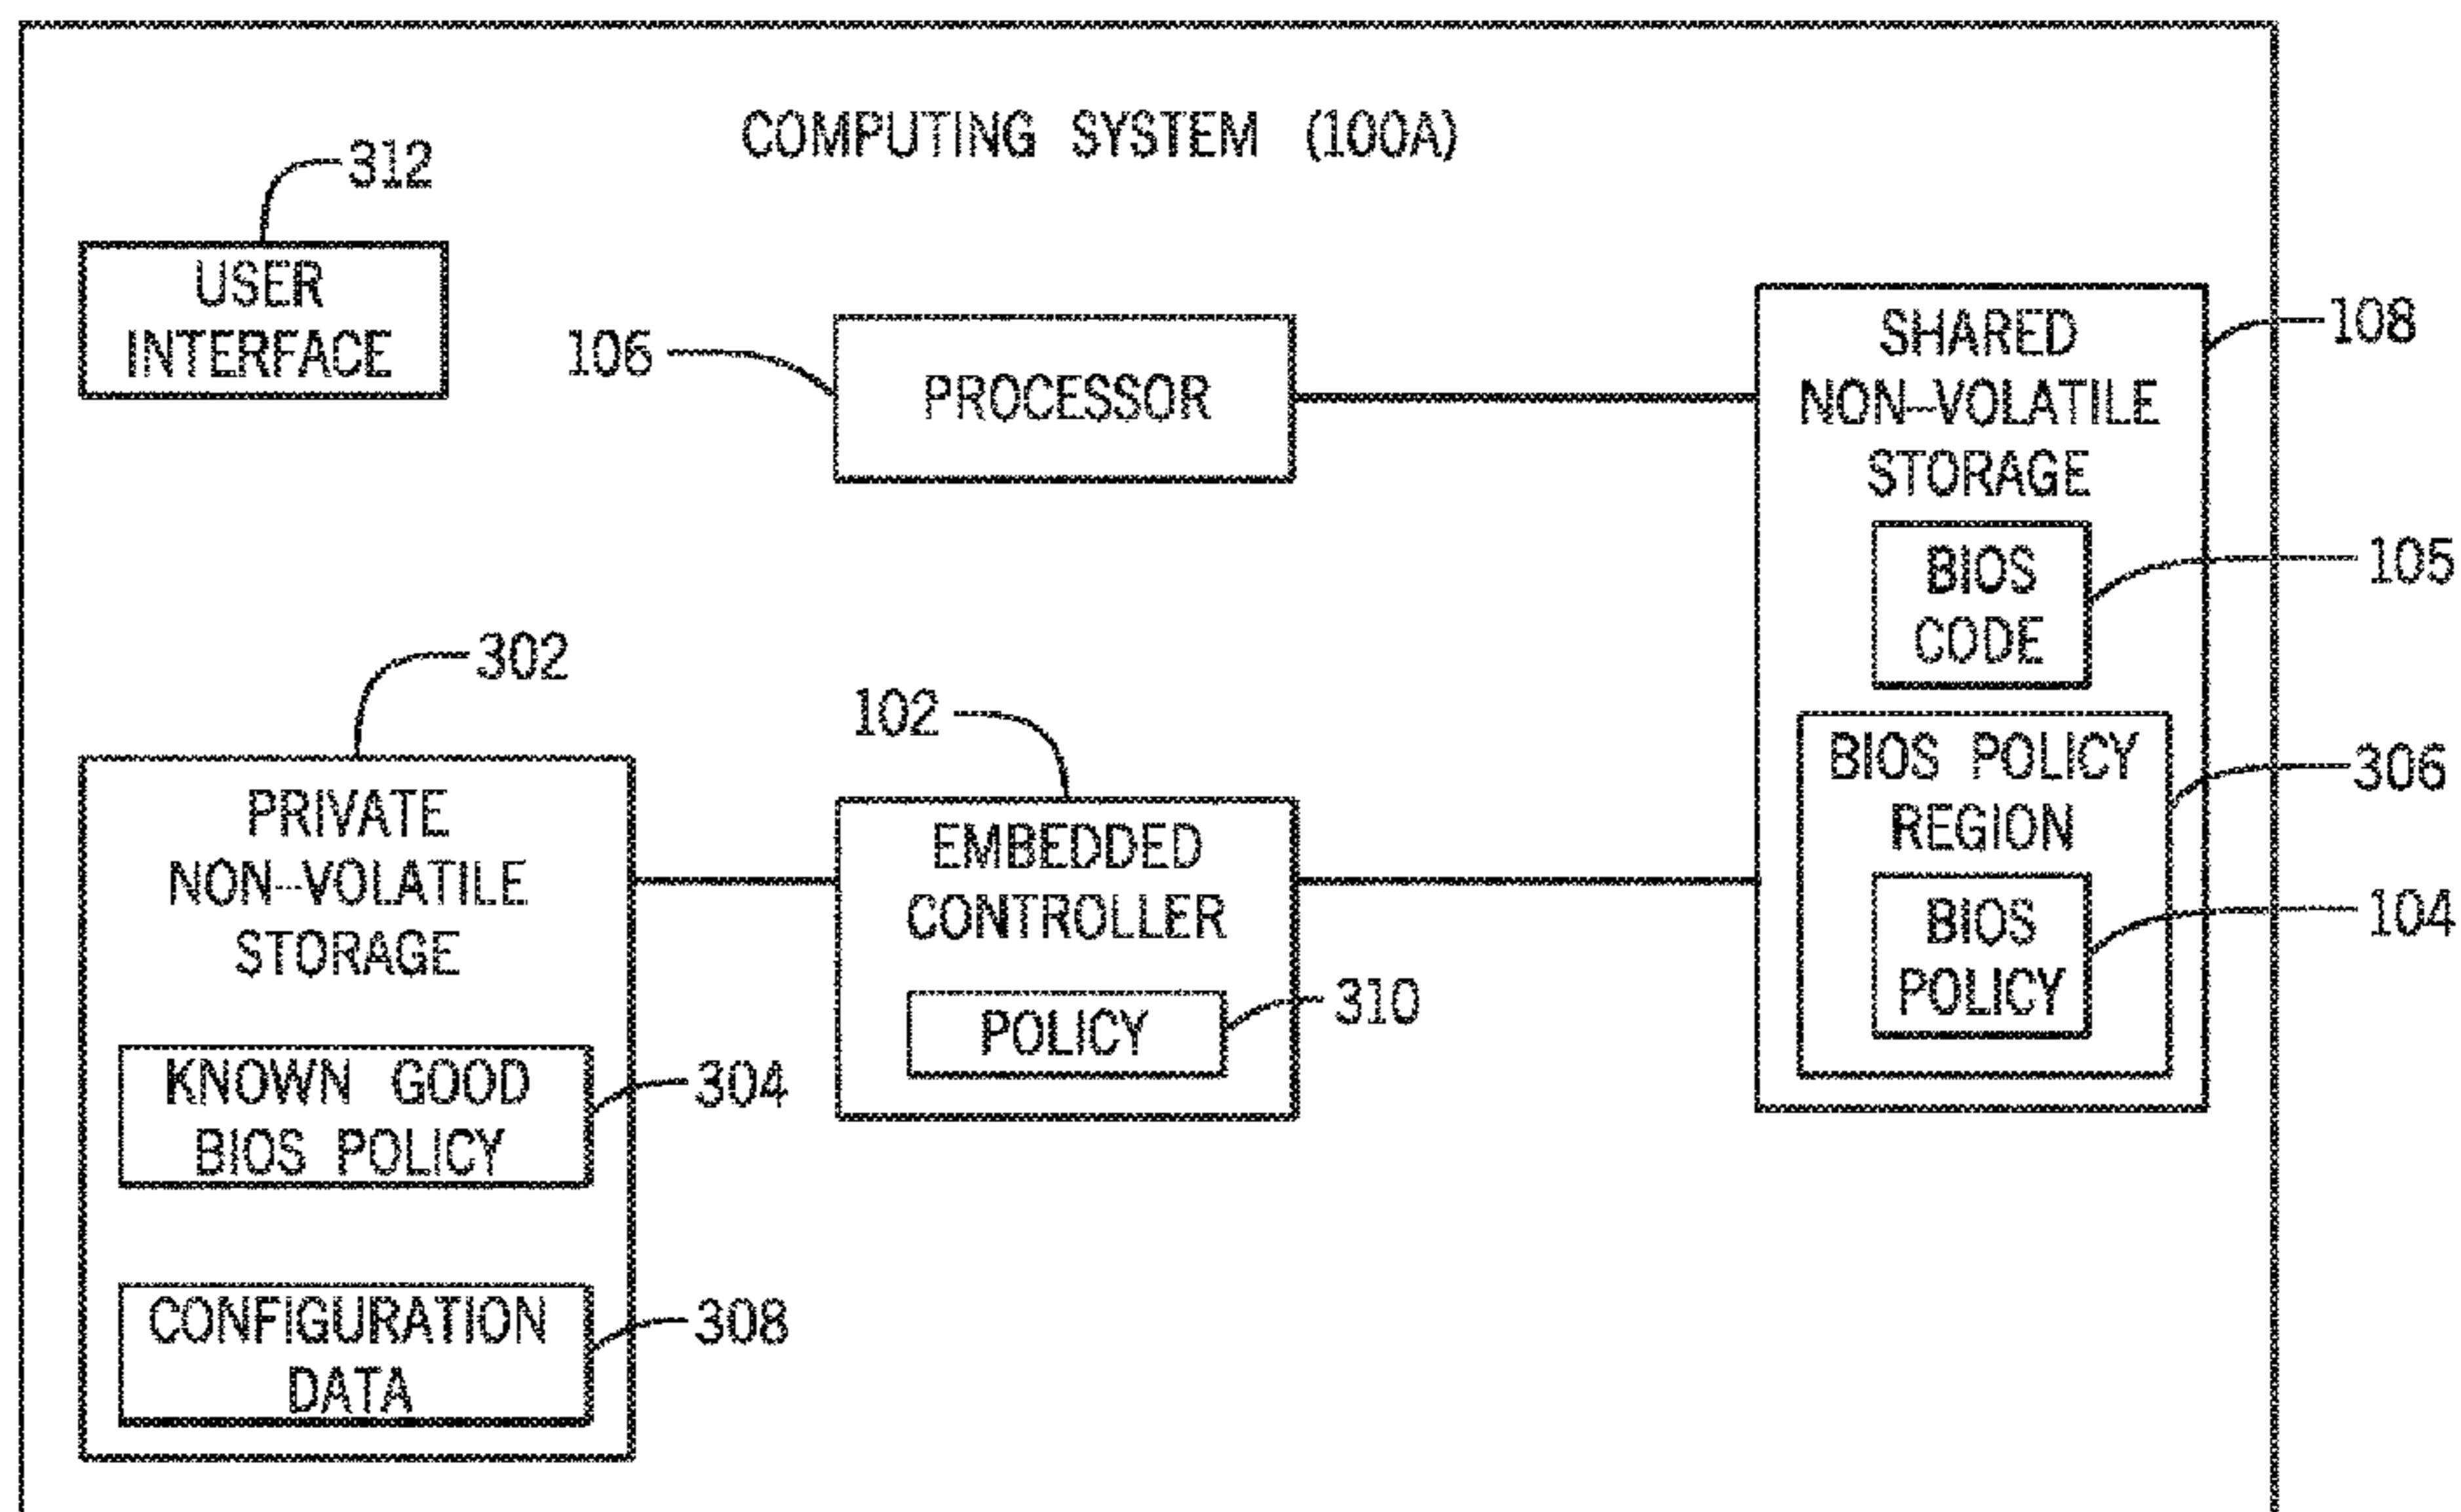 COMPUTING SYSTEM (100A)
312
USER
INTERFACE
106
PROCESSOR
SHARED
NON-VOLATILE
STORAGE
108
BIOS
CODE
105
302
PRIVATE
NON-VOLATILE
STORAGE
KNOWN GOOD
BIOS POLICY
304
CONFIGURATION
DATA
308
102
EMBEDDED
CONTROLLER
POLICY
310
BIOS POLICY
REGION
306
BIOS
POLICY
104